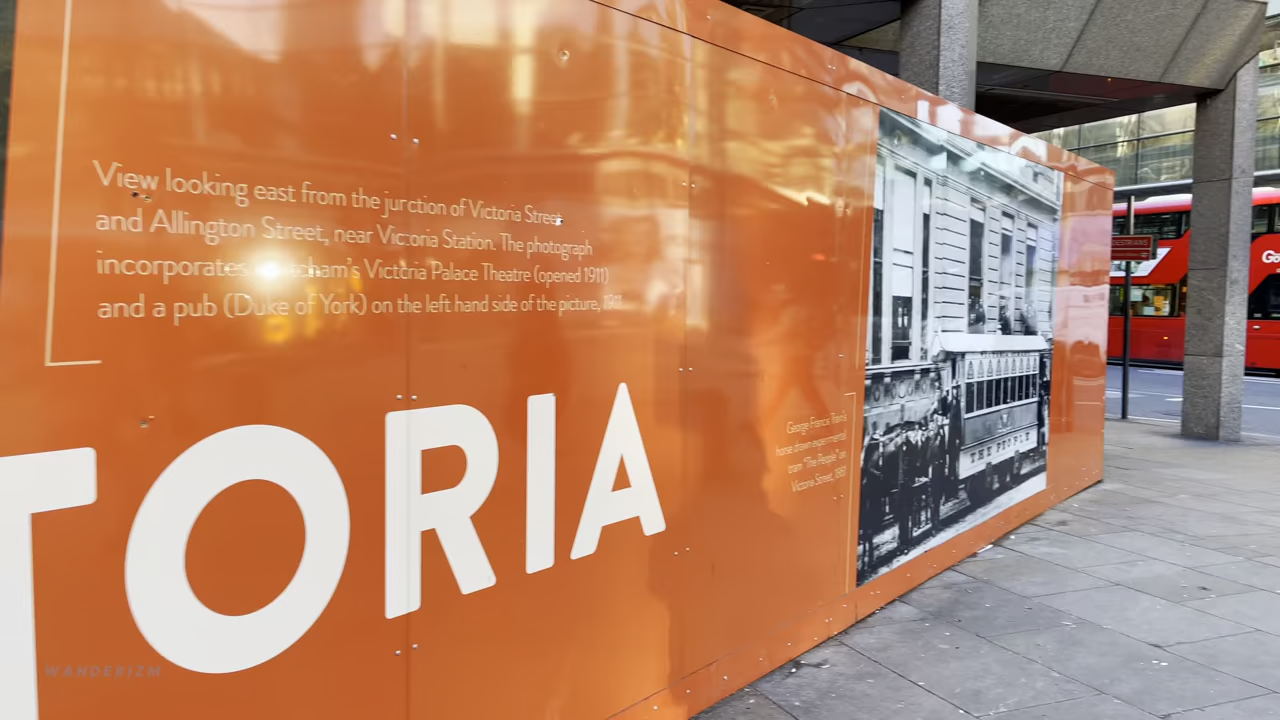 View looking east from the junction of Victoria Street
and Allington Street, near Victoria Station. The photograph
incorporates Victoria Palace Theatre (opened 1911)
and a pub (Duke of York) on the left hand side of the picture,
TORIA
George Francis Train's
horse drawn experimental
tram "The People" on
Victoria Street,
THE PEOPLE
WANDERIZM
Go